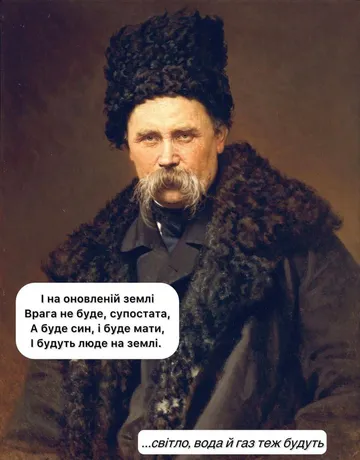 І на оновленій землі
Врага не буде, супостата,
А буде син, і буде мати,
І будуть люде на землі.
...світло, вода й газ теж будуть